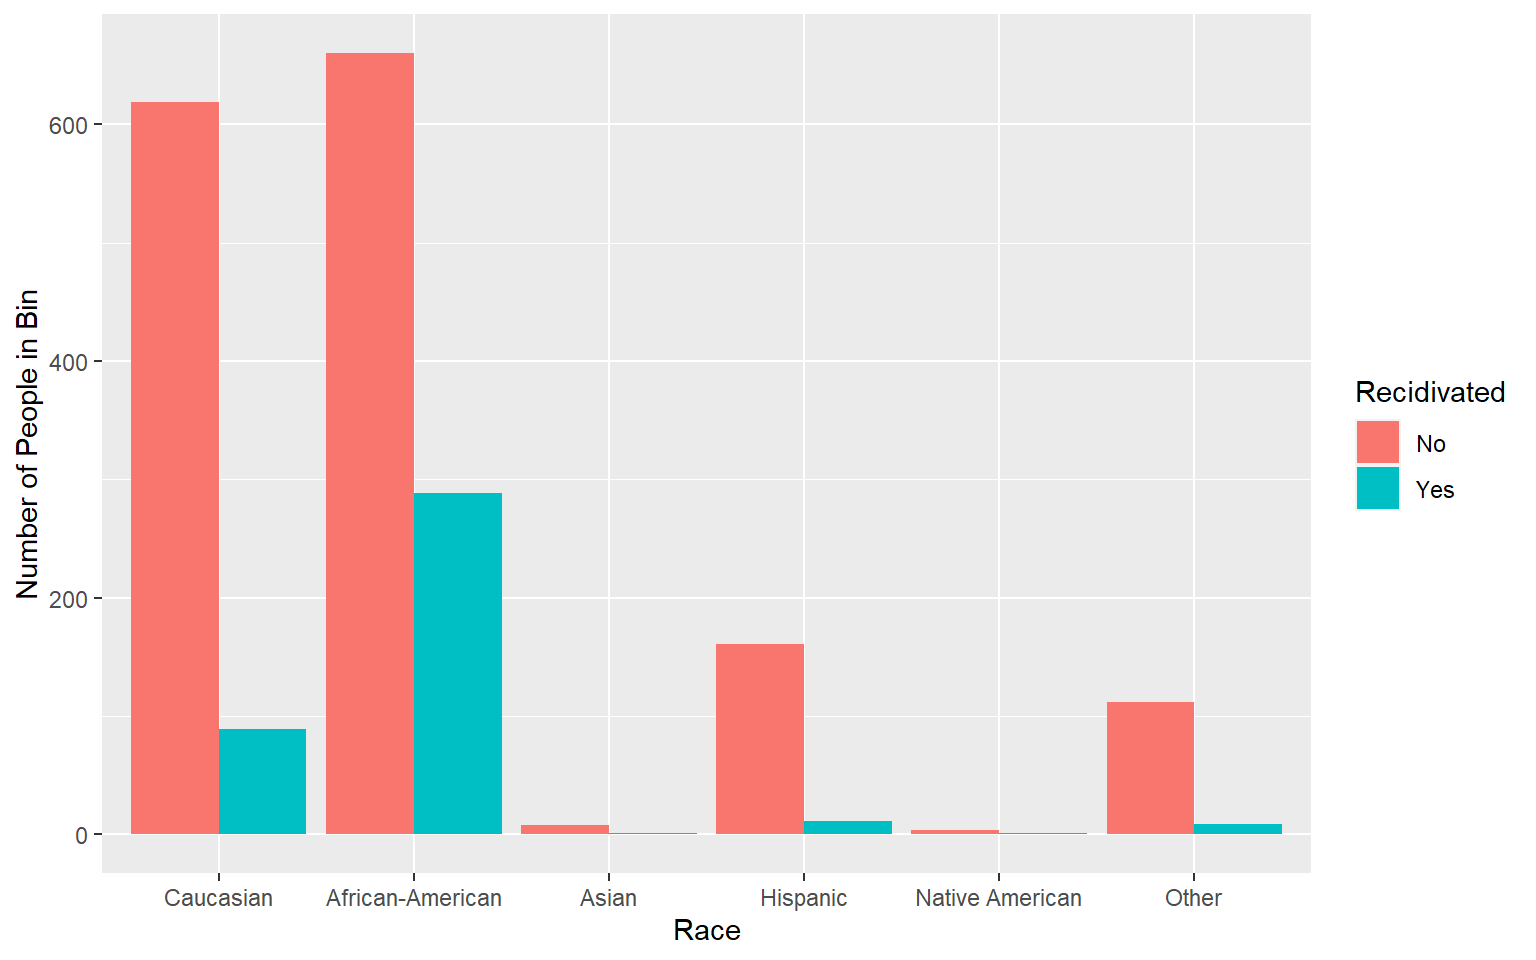 Number of People in Bin
600
400
200
0
Caucasian
African-American
Asian
Hispanic
Native American
Other
Race
Recidivated
No
Yes